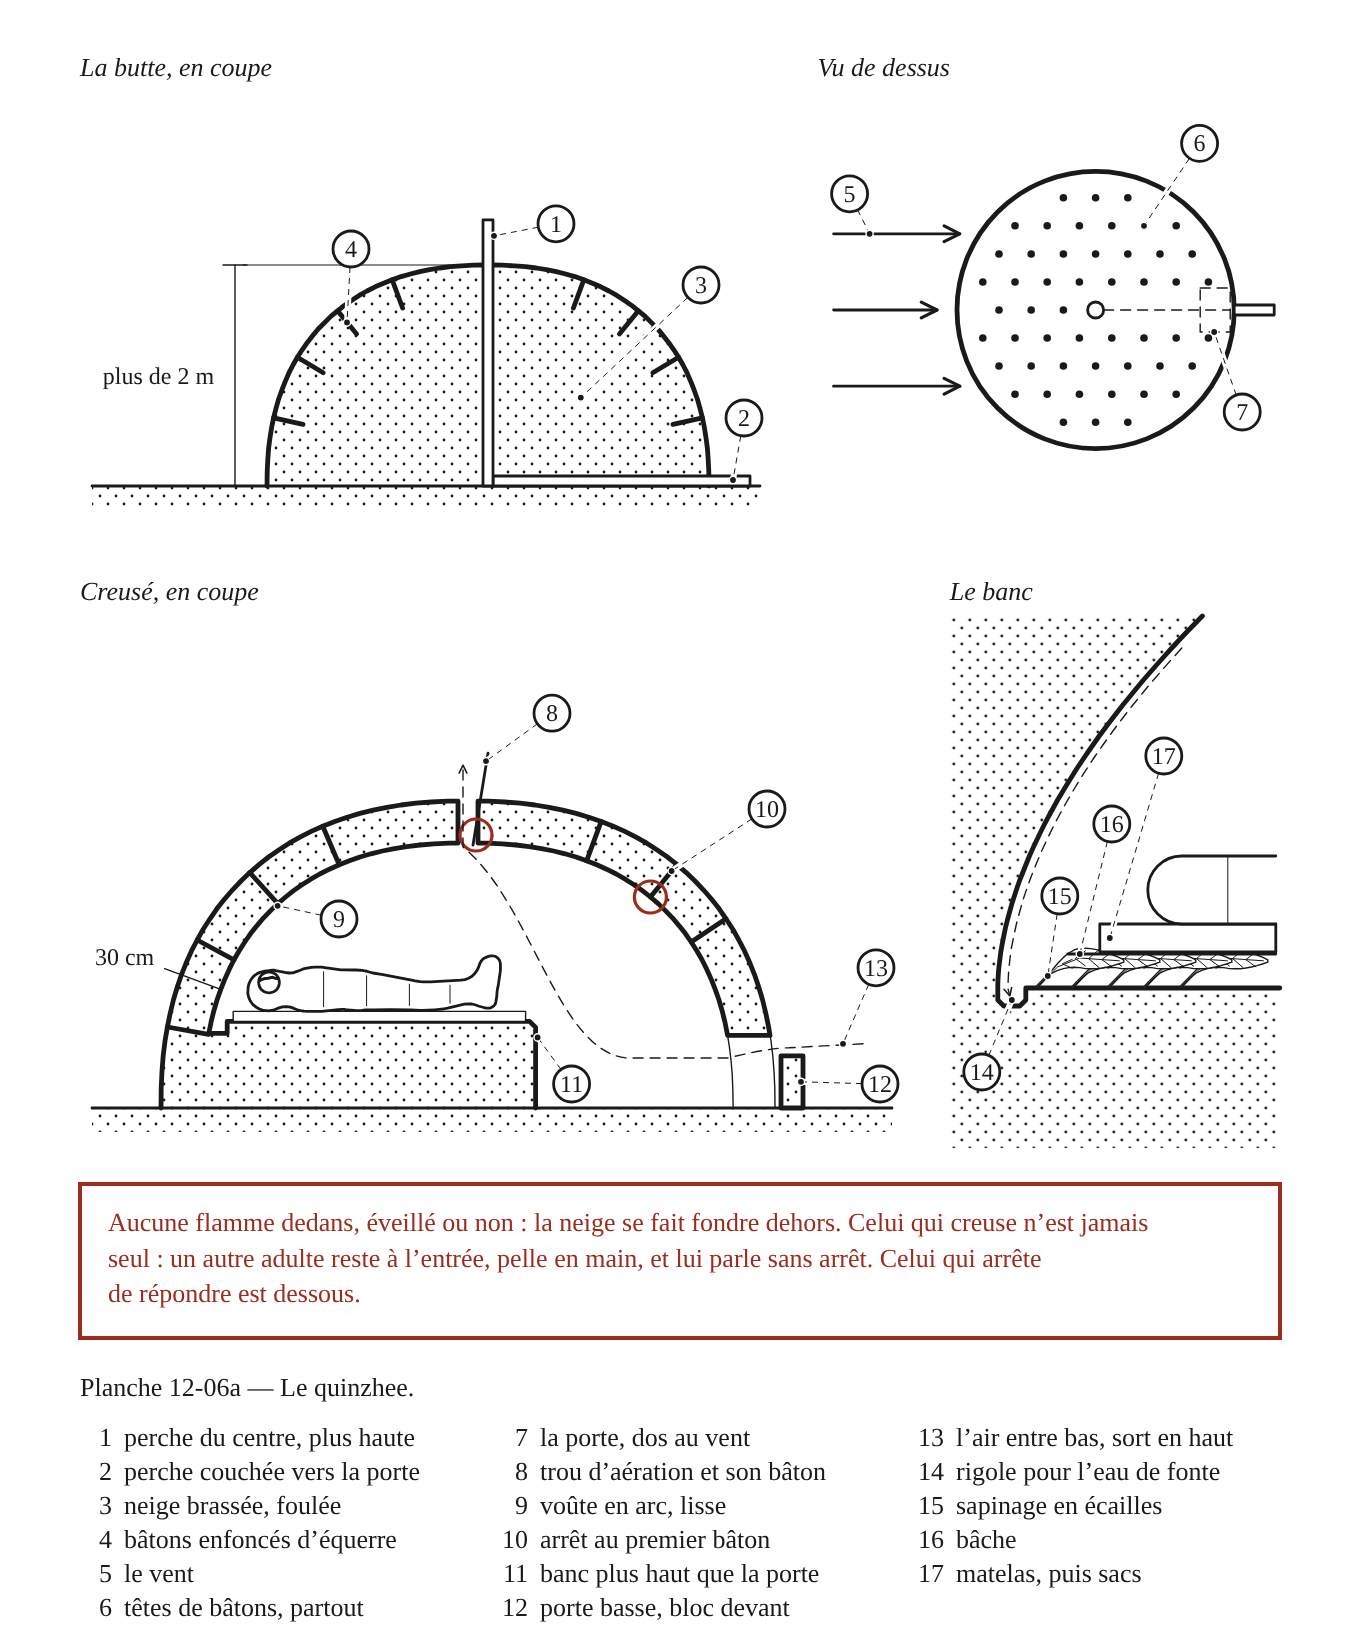 La butte, en coupe
Vu de dessus
6
5
1
4
3
plus de 2 m
2
7
Creusé, en coupe
Le banc
8
17
10
16
15
9
30 cm
13
14
11
12
Aucune flamme dedans, éveillé ou non : la neige se fait fondre dehors. Celui qui creuse n’est jamais
seul : un autre adulte reste à l’entrée, pelle en main, et lui parle sans arrêt. Celui qui arrête
de répondre est dessous.
Planche 12-06a — Le quinzhee.
1 perche du centre, plus haute
2 perche couchée vers la porte
3 neige brassée, foulée
4 bâtons enfoncés d’équerre
5 le vent
6 têtes de bâtons, partout
7 la porte, dos au vent
8 trou d’aération et son bâton
9 voûte en arc, lisse
10 arrêt au premier bâton
11 banc plus haut que la porte
12 porte basse, bloc devant
13 l’air entre bas, sort en haut
14 rigole pour l’eau de fonte
15 sapinage en écailles
16 bâche
17 matelas, puis sacs